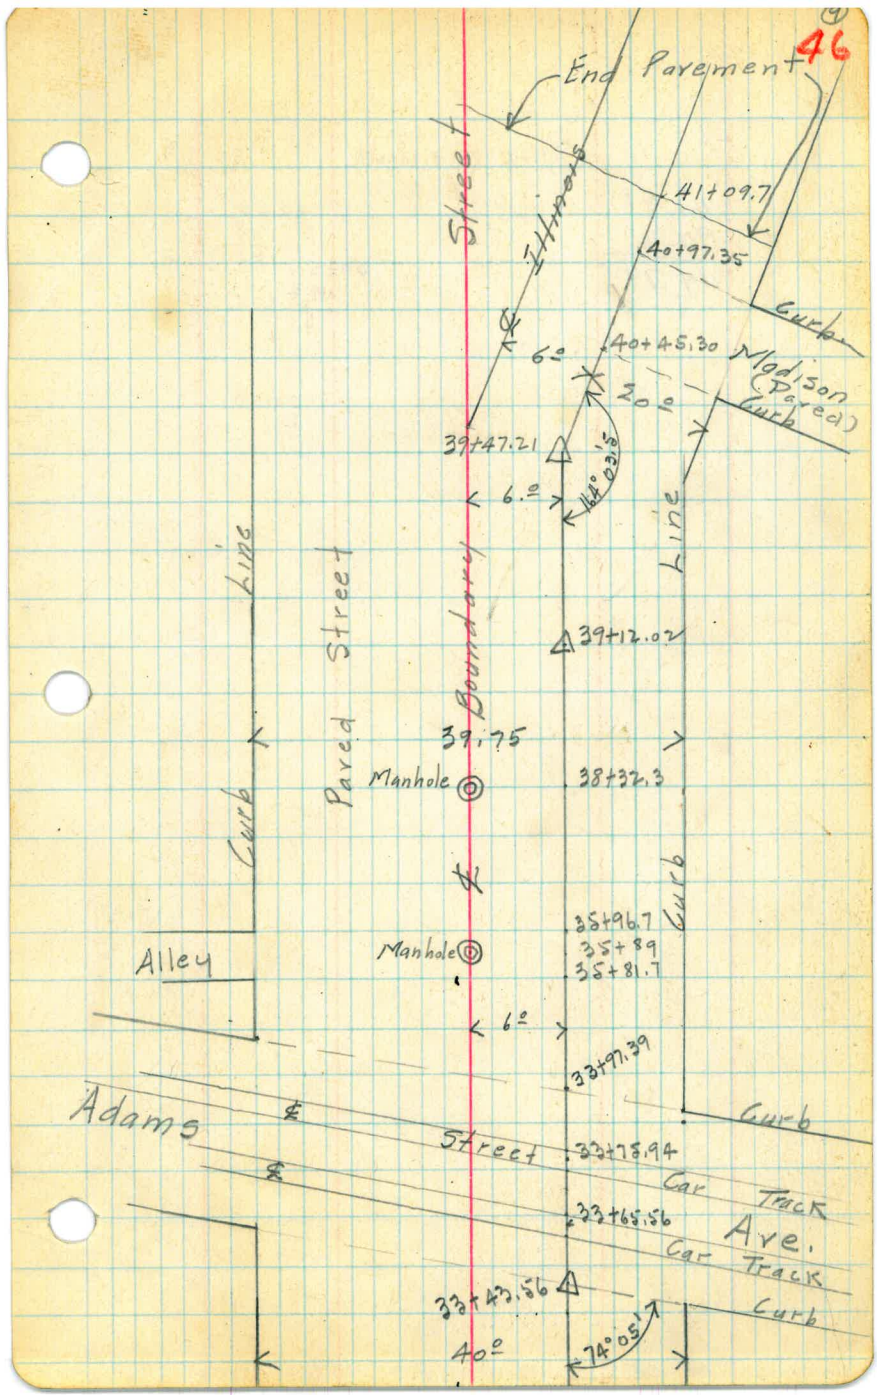 46
End Pavement
41+09.7
40+97.35
Curb
Illinois
Street
℄
6.0
40+45.30
Madison
(Paved)
Curb
39+47.21
164° 03.5'
6.0
Line
Line
Paved Street
Boundary
39+12.02
39.75
Manhole
38+32.3
Curb
℄
Curb
35+96.7
Manhole
35+89
Alley
35+81.7
6.0
33+97.39
Adams
℄
Curb
Street
33+75.94
Car Track
℄
33+65.56
Ave.
Car Track
33+43.56
Curb
74° 05'
40.0